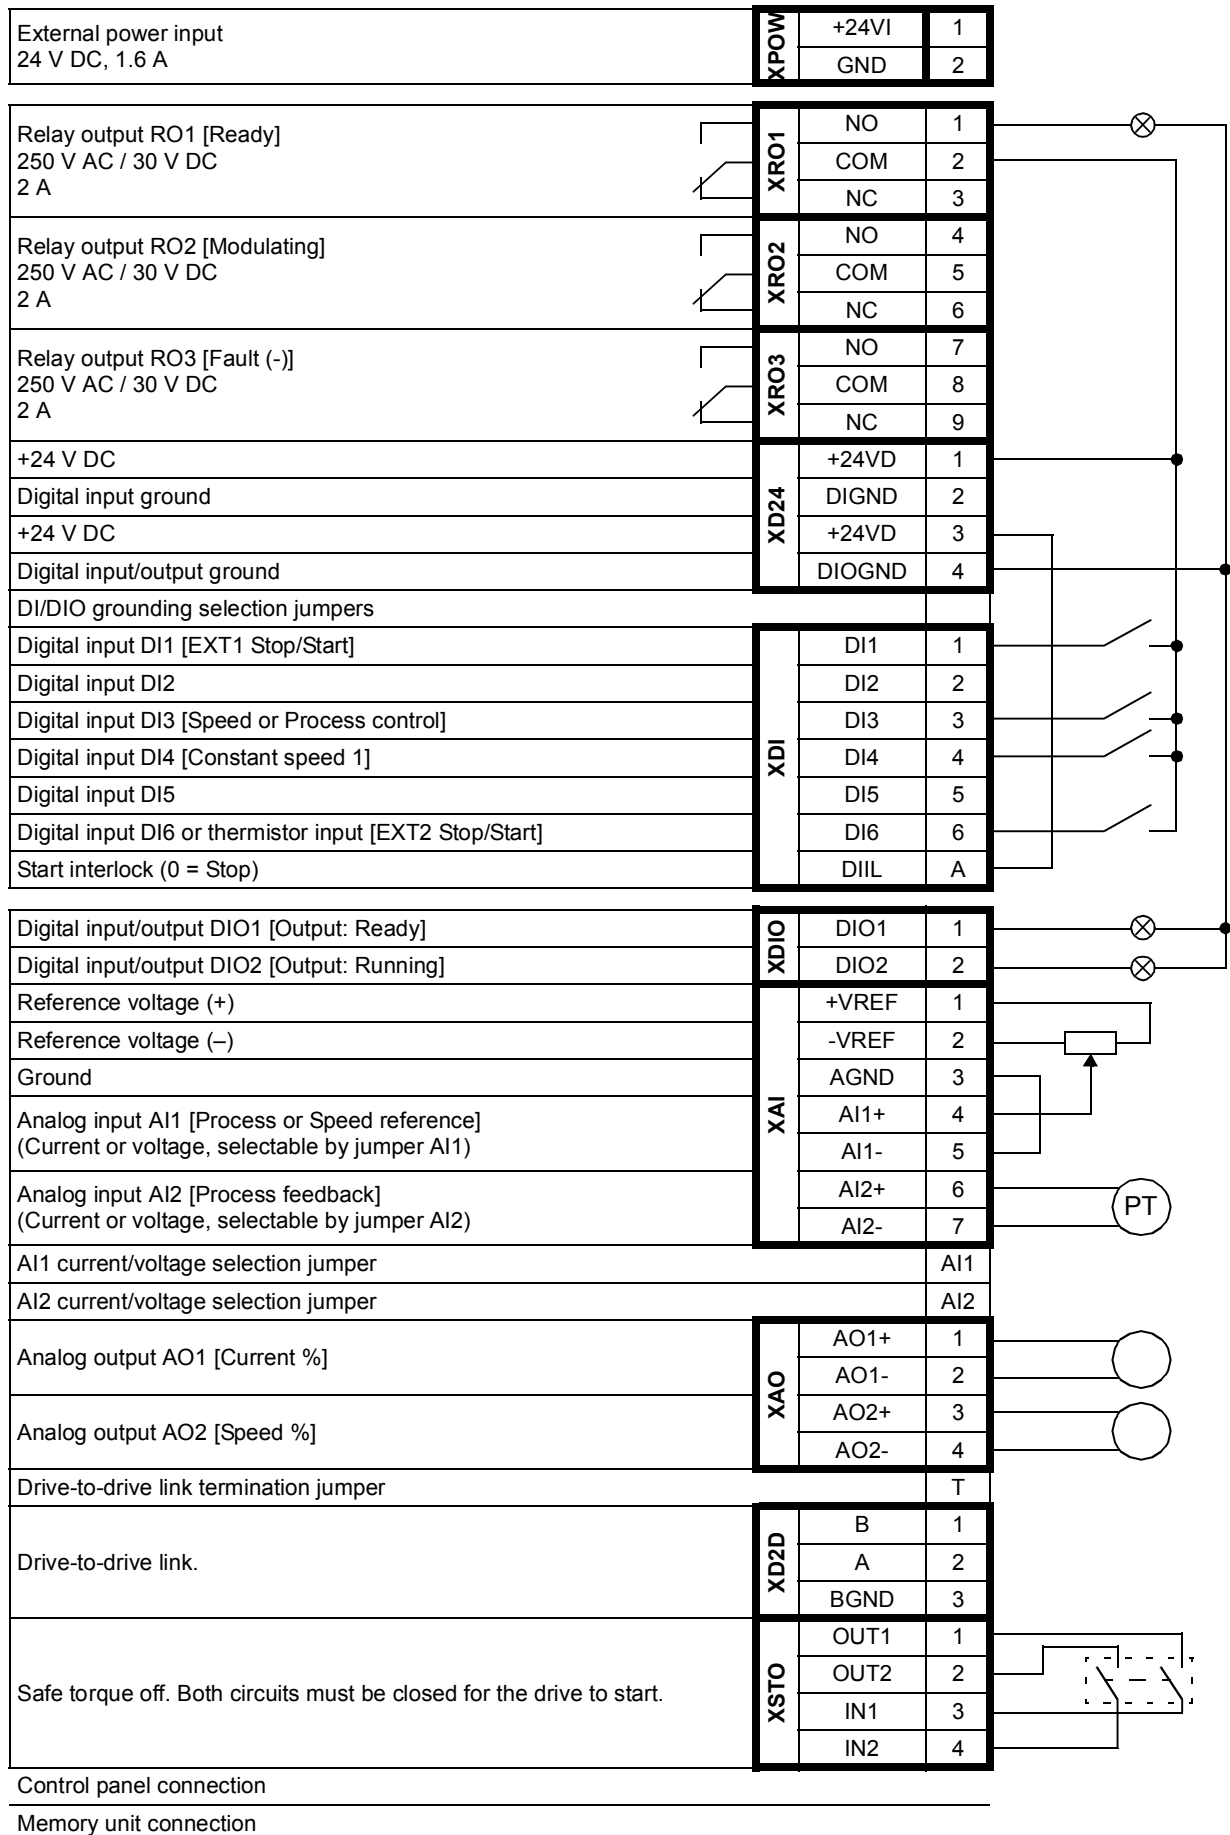 External power input
24 V DC, 1.6 A
XPOW
+24VI 1
GND 2
Relay output RO1 [Ready]
250 V AC / 30 V DC
2 A
XRO1
NO 1
COM 2
NC 3
Relay output RO2 [Modulating]
250 V AC / 30 V DC
2 A
XRO2
NO 4
COM 5
NC 6
Relay output RO3 [Fault (-)]
250 V AC / 30 V DC
2 A
XRO3
NO 7
COM 8
NC 9
XD24
+24 V DC +24VD 1
Digital input ground DIGND 2
+24 V DC +24VD 3
Digital input/output ground DIOGND 4
DI/DIO grounding selection jumpers
XDI
Digital input DI1 [EXT1 Stop/Start] DI1 1
Digital input DI2 DI2 2
Digital input DI3 [Speed or Process control] DI3 3
Digital input DI4 [Constant speed 1] DI4 4
Digital input DI5 DI5 5
Digital input DI6 or thermistor input [EXT2 Stop/Start] DI6 6
Start interlock (0 = Stop) DIIL A
XDIO
Digital input/output DIO1 [Output: Ready] DIO1 1
Digital input/output DIO2 [Output: Running] DIO2 2
XAI
Reference voltage (+) +VREF 1
Reference voltage (–) -VREF 2
Ground AGND 3
Analog input AI1 [Process or Speed reference]
(Current or voltage, selectable by jumper AI1)
AI1+ 4
AI1- 5
Analog input AI2 [Process feedback]
(Current or voltage, selectable by jumper AI2)
AI2+ 6
AI2- 7
PT
AI1 current/voltage selection jumper AI1
AI2 current/voltage selection jumper AI2
XAO
Analog output AO1 [Current %]
AO1+ 1
AO1- 2
Analog output AO2 [Speed %]
AO2+ 3
AO2- 4
Drive-to-drive link termination jumper T
Drive-to-drive link.
XD2D
B 1
A 2
BGND 3
Safe torque off. Both circuits must be closed for the drive to start.
XSTO
OUT1 1
OUT2 2
IN1 3
IN2 4
Control panel connection
Memory unit connection